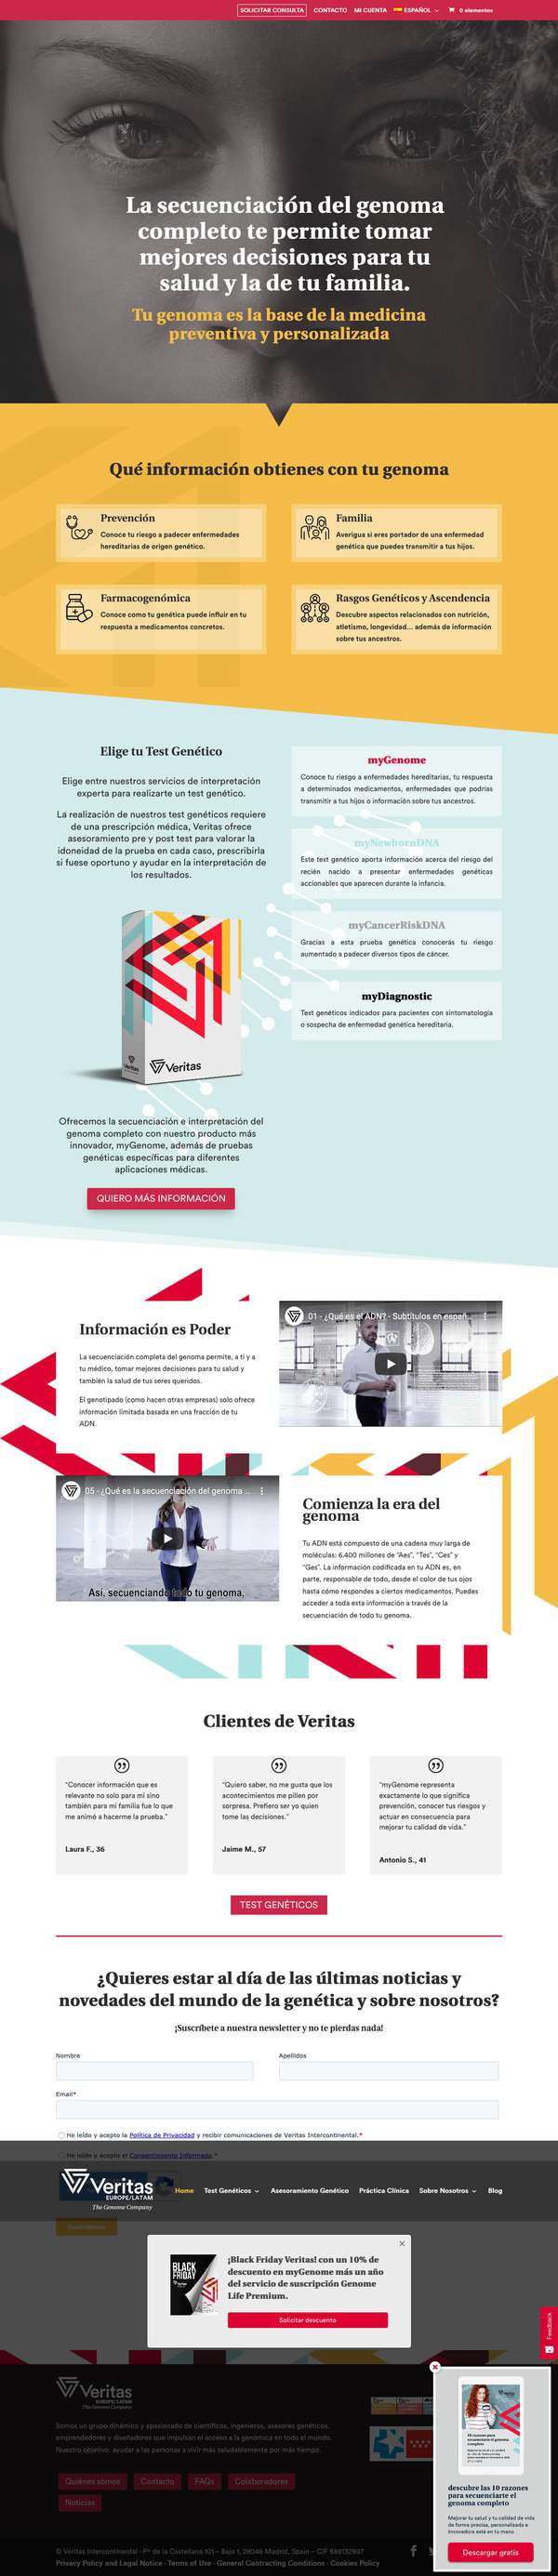 SOLICITAR CONSULTA CONTACTO MI CUENTA ESPAÑOL 0 elementos
La secuenciación del genoma
completo te permite tomar
mejores decisiones para tu
salud y la de tu familia.
Tu genoma es la base de la medicina
preventiva y personalizada
Qué información obtienes con tu genoma
Prevención
Conoce tu riesgo a padecer enfermedades
hereditarias de origen genético.
Familia
Averigua si eres portador de una enfermedad
genética que puedes transmitir a tus hijos.
Farmacogenómica
Conoce como tu genética puede influir en tu
respuesta a medicamentos concretos.
Rasgos Genéticos y Ascendencia
Descubre aspectos relacionados con nutrición,
atletismo, longevidad... además de información
sobre tus ancestros.
Elige tu Test Genético
Elige entre nuestros servicios de interpretación
experta para realizarte un test genético.
La realización de nuestros test genéticos requiere
de una prescripción médica, Veritas ofrece
asesoramiento pre y post test para valorar la
idoneidad de la prueba en cada caso, prescribirla
si fuese oportuno y ayudar en la interpretación de
los resultados.
Veritas
Veritas
Ofrecemos la secuenciación e interpretación del
genoma completo con nuestro producto más
innovador, myGenome, además de pruebas
genéticas específicas para diferentes
aplicaciones médicas.
QUIERO MÁS INFORMACIÓN
myGenome
Conoce tu riesgo a enfermedades hereditarias, tu respuesta
a determinados medicamentos, enfermedades que podrías
transmitir a tus hijos o información sobre tus ancestros.
myNewbornDNA
Este test genético aporta información acerca del riesgo del
recién nacido a presentar enfermedades genéticas
accionables que aparecen durante la infancia.
myCancerRiskDNA
Gracias a esta prueba genética conocerás tu riesgo
aumentado a padecer diversos tipos de cáncer.
myDiagnostic
Test genéticos indicados para pacientes con sintomatología
o sospecha de enfermedad genética hereditaria.
Información es Poder
La secuenciación completa del genoma permite, a ti y a
tu médico, tomar mejores decisiones para tu salud y
también la salud de tus seres queridos.
El genotipado (como hacen otras empresas) solo ofrece
información limitada basada en una fracción de tu
ADN.
01 - ¿Qué es el ADN? - Subtítulos en españ...
05 - ¿Qué es la secuenciación del genoma ...
Así, secuenciando todo tu genoma,
Comienza la era del
genoma
Tu ADN está compuesto de una cadena muy larga de
moléculas: 6.400 millones de "Aes", "Tes", "Ces" y
"Ges". La información codificada en tu ADN es, en
parte, responsable de todo, desde el color de tus ojos
hasta cómo respondes a ciertos medicamentos. Puedes
acceder a toda esta información a través de la
secuenciación de todo tu genoma.
Clientes de Veritas
"Conocer información que es
relevante no solo para mi sino
también para mi familia fue lo que
me animó a hacerme la prueba."
Laura F., 36
"Quiero saber, no me gusta que los
acontecimientos me pillen por
sorpresa. Prefiero ser yo quien
tome las decisiones."
Jaime M., 57
"myGenome representa
exactamente lo que significa
prevención, conocer tus riesgos y
actuar en consecuencia para
mejorar tu calidad de vida."
Antonio S., 41
TEST GENÉTICOS
¿Quieres estar al día de las últimas noticias y
novedades del mundo de la genética y sobre nosotros?
¡Suscríbete a nuestra newsletter y no te pierdas nada!
Nombre
Apellidos
Email*
He leído y acepto la Política de Privacidad y recibir comunicaciones de Veritas Intercontinental.*
He leído y acepto el Consentimiento Informado.*
Veritas
EUROPE/LATAM
The Genome Company
Home Test Genéticos Asesoramiento Genético Práctica Clínica Sobre Nosotros Blog
BLACK
FRIDAY
¡Black Friday Veritas! con un 10% de
descuento en myGenome más un año
del servicio de suscripción Genome
Life Premium.
Solicitar descuento
Feedback
Veritas
EUROPE/LATAM
The Genome Company
Somos un grupo dinámico y apasionado de científicos, ingenieros, asesores genéticos,
emprendedores y diseñadores que impulsan el acceso a la genómica en todo el mundo.
Nuestro objetivo: ayudar a las personas a vivir más saludablemente por más tiempo.
Quiénes somos Contacto FAQs Colaboradores
Noticias
descubre las 10 razones
para secuenciarte el
genoma completo
Mejorar tu salud y tu calidad de vida
de forma precisa, personalizada e
innovadora está en tu mano
Descargar gratis
© Veritas Intercontinental - Pº de la Castellana 101 – Bajo 1, 28046 Madrid, Spain – CIF B88132907
Privacy Policy and Legal Notice - Terms of Use - General Contracting Conditions - Cookies Policy